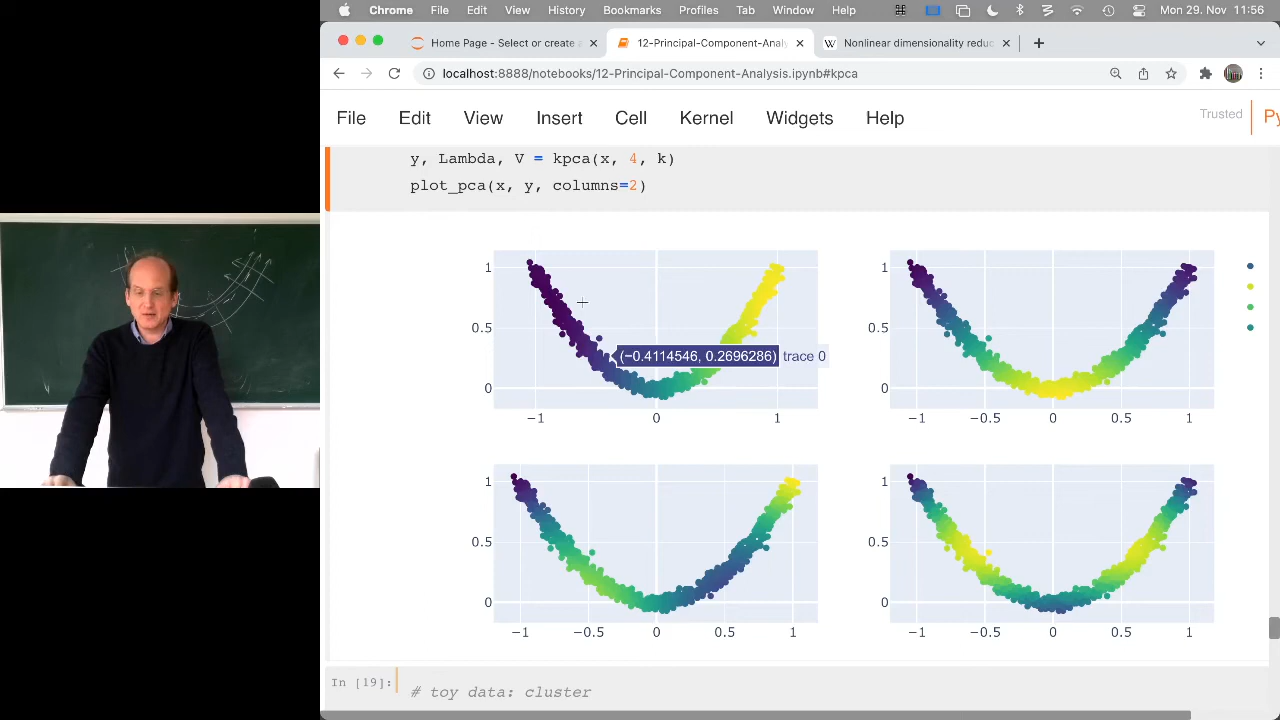 Chrome File Edit View History Bookmarks Profiles Tab Window Help Mon 29. Nov 11:56
Home Page - Select or create a 12-Principal-Component-Analy Nonlinear dimensionality reduc
localhost:8888/notebooks/12-Principal-Component-Analysis.ipynb#kpca
File Edit View Insert Cell Kernel Widgets Help Trusted Py
y, Lambda, V = kpca(x, 4, k)
plot_pca(x, y, columns=2)
1 1
0.5 0.5
(−0.4114546, 0.2696286) trace 0
0 0
−1 0 1 −1 −0.5 0 0.5 1
1 1
0.5 0.5
0 0
−1 −0.5 0 0.5 1 −1 −0.5 0 0.5 1
In [19]: # toy data: cluster